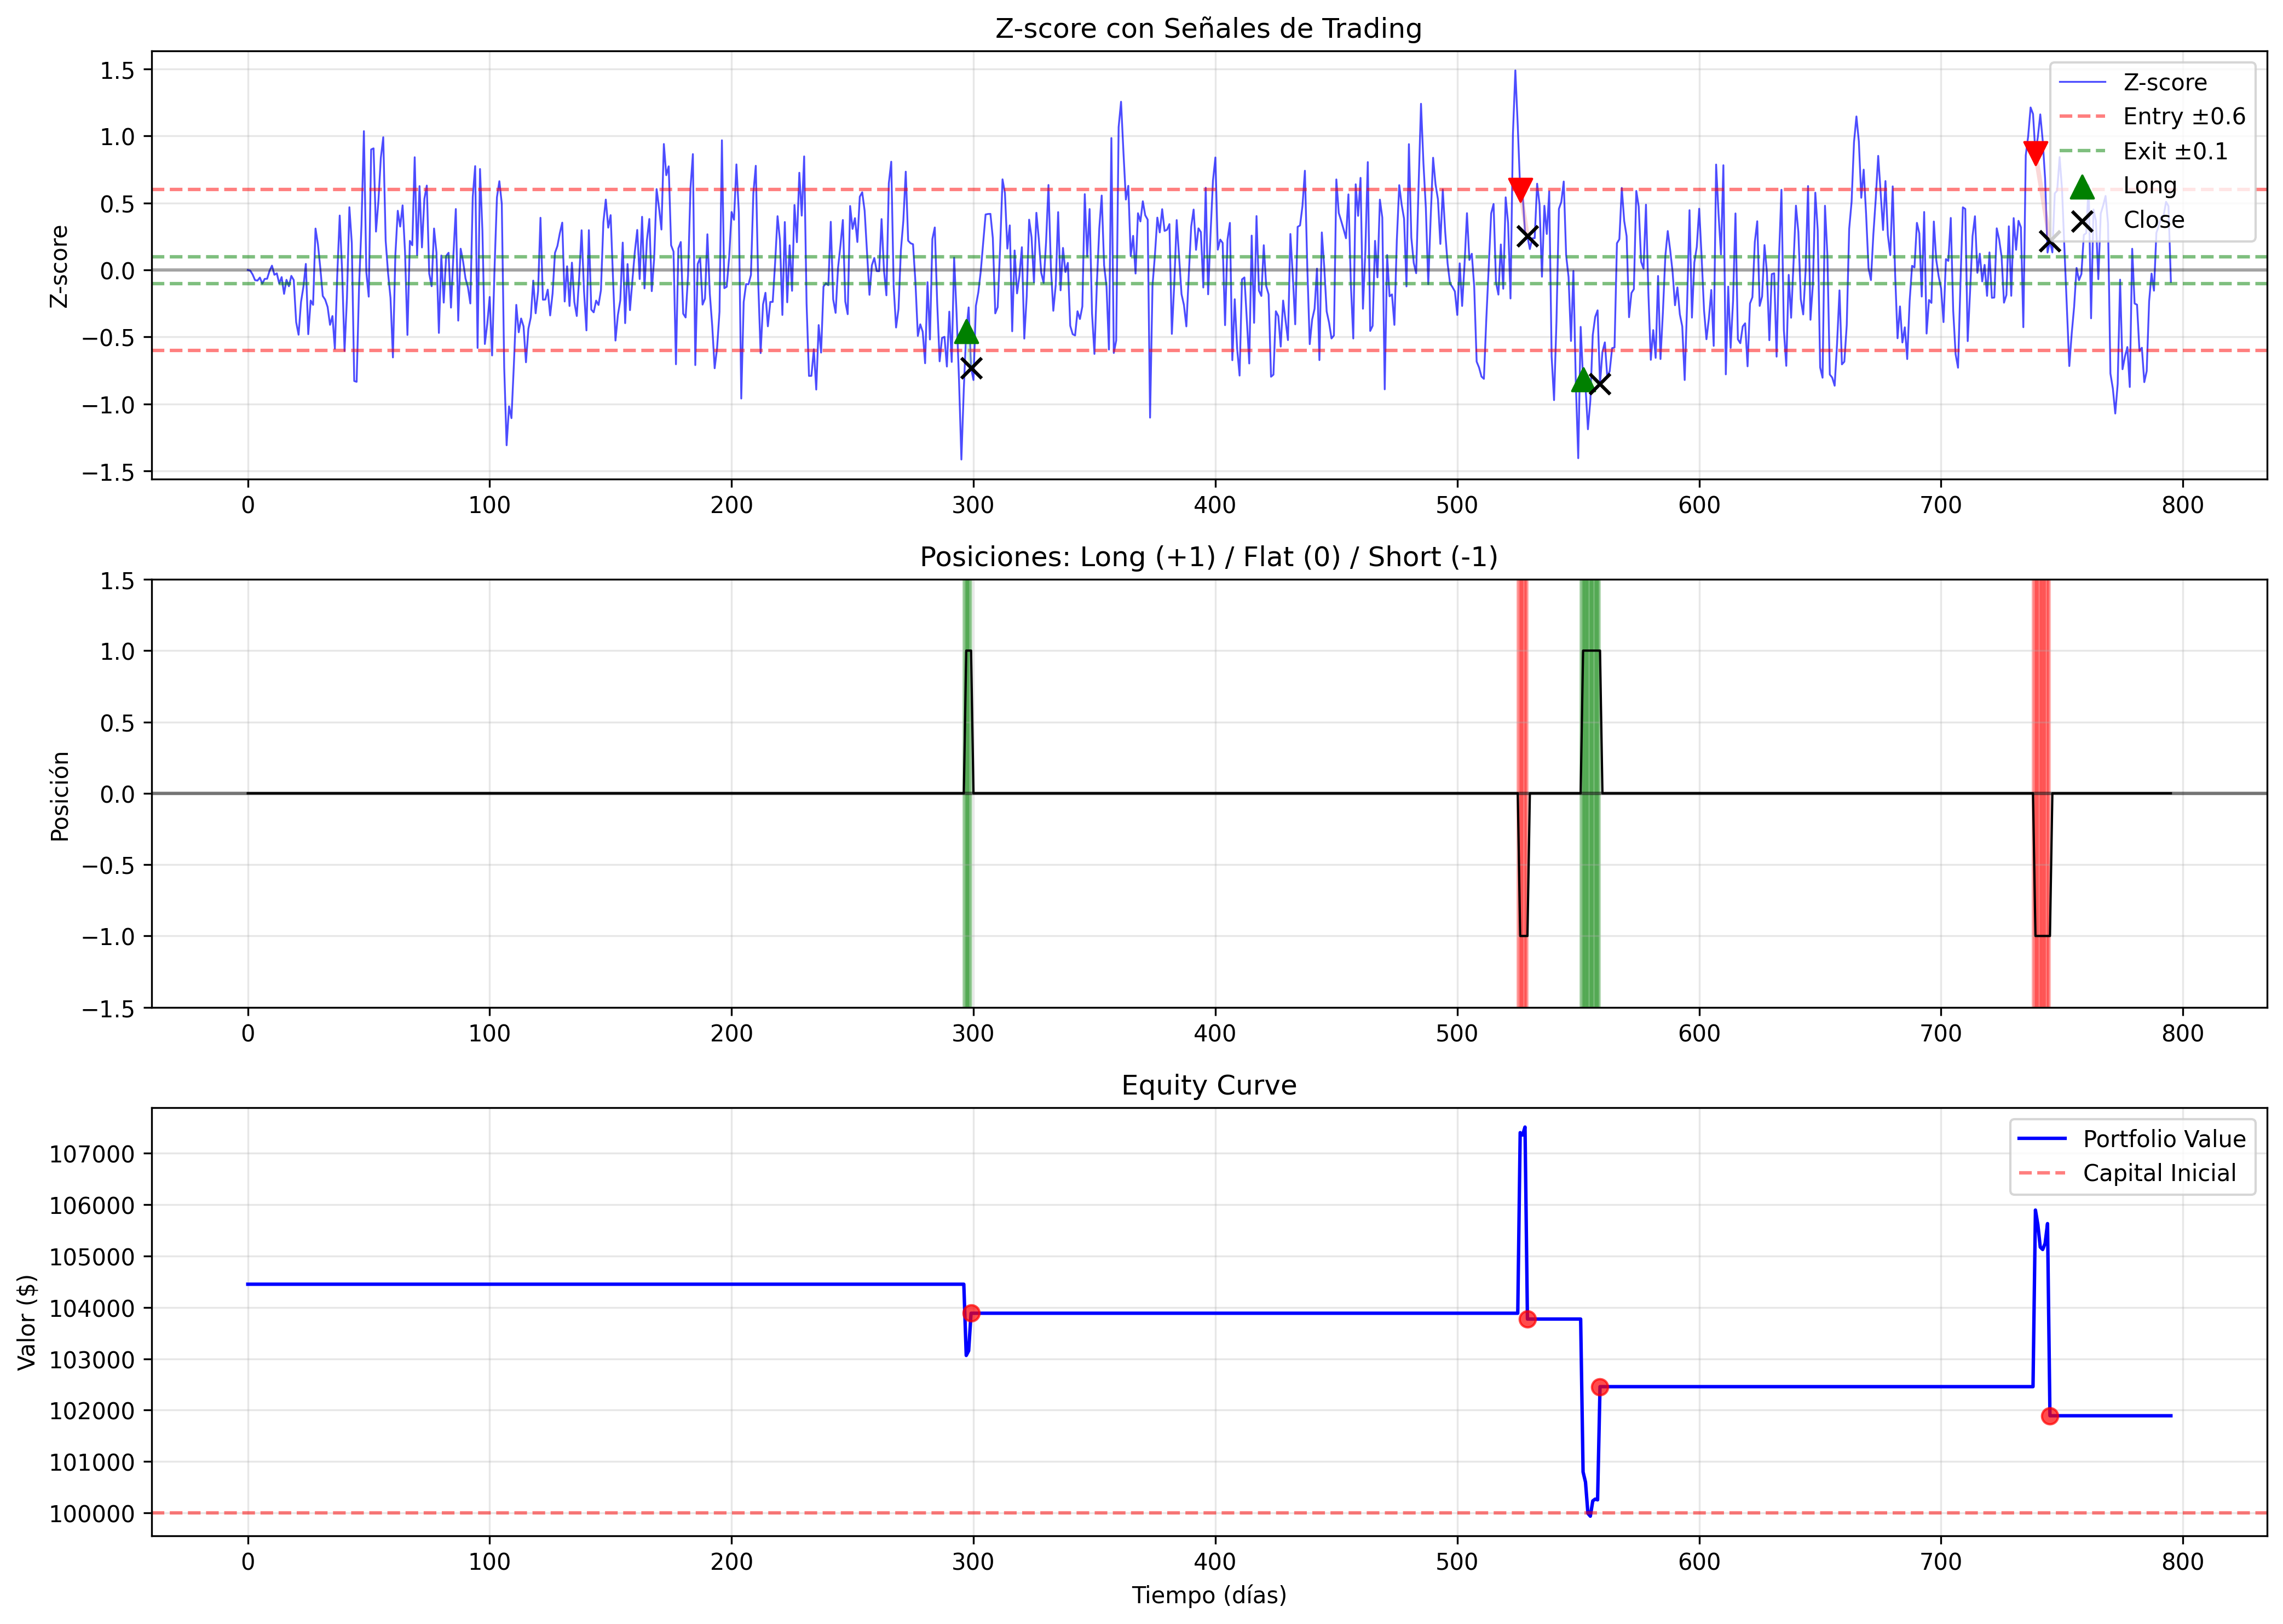 Z-score con Señales de Trading
Z-score
1.5
1.0
0.5
0.0
−0.5
−1.0
−1.5
0 100 200 300 400 500 600 700 800
Z-score
Entry ±0.6
Exit ±0.1
Long
Close
Posiciones: Long (+1) / Flat (0) / Short (-1)
Posición
1.5
1.0
0.5
0.0
−0.5
−1.0
−1.5
0 100 200 300 400 500 600 700 800
Equity Curve
Valor ($)
107000
106000
105000
104000
103000
102000
101000
100000
0 100 200 300 400 500 600 700 800
Portfolio Value
Capital Inicial
Tiempo (días)